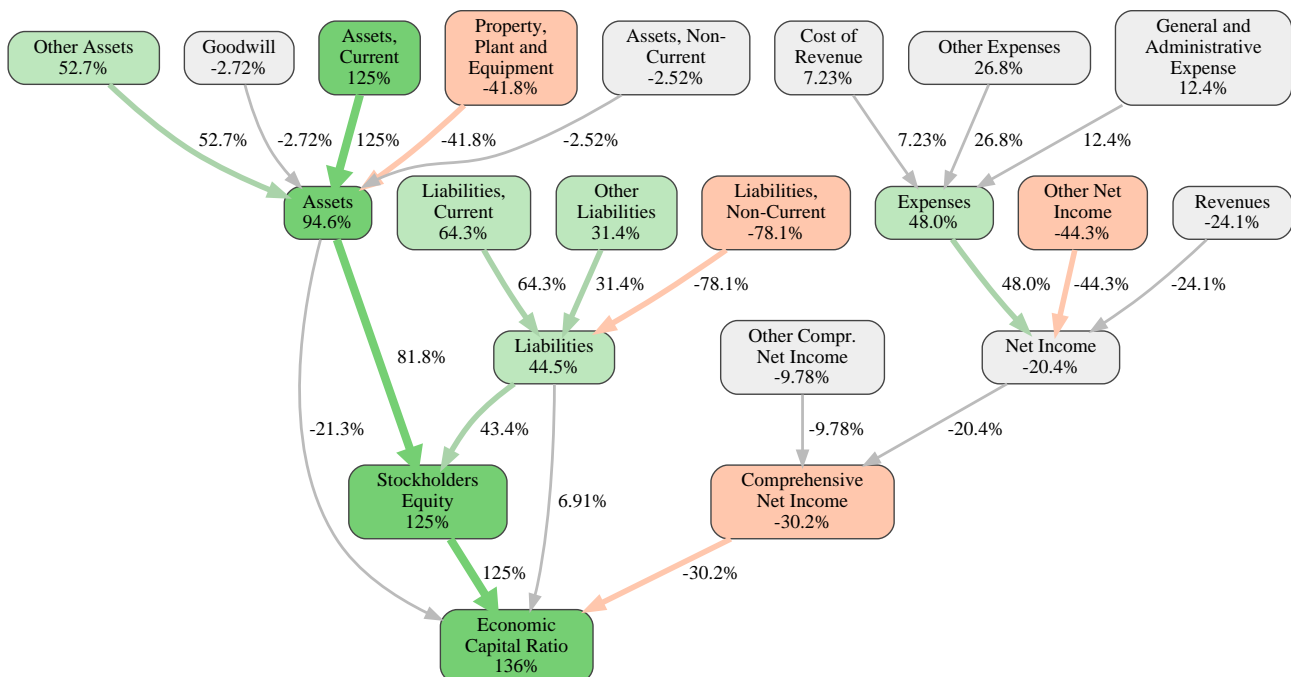 Other Assets
52.7%
Goodwill
-2.72%
Assets,
Current
125%
Property,
Plant and
Equipment
-41.8%
Assets, Non-
Current
-2.52%
Cost of
Revenue
7.23%
Other Expenses
26.8%
General and
Administrative
Expense
12.4%
52.7%
-2.72%
125%
-41.8%
-2.52%
7.23%
26.8%
12.4%
Assets
94.6%
Liabilities,
Current
64.3%
Other
Liabilities
31.4%
Liabilities,
Non-Current
-78.1%
Expenses
48.0%
Other Net
Income
-44.3%
Revenues
-24.1%
64.3%
31.4%
-78.1%
48.0%
-44.3%
-24.1%
81.8%
Liabilities
44.5%
Other Compr.
Net Income
-9.78%
Net Income
-20.4%
-21.3%
43.4%
6.91%
-9.78%
-20.4%
Stockholders
Equity
125%
Comprehensive
Net Income
-30.2%
125%
-30.2%
Economic
Capital Ratio
136%